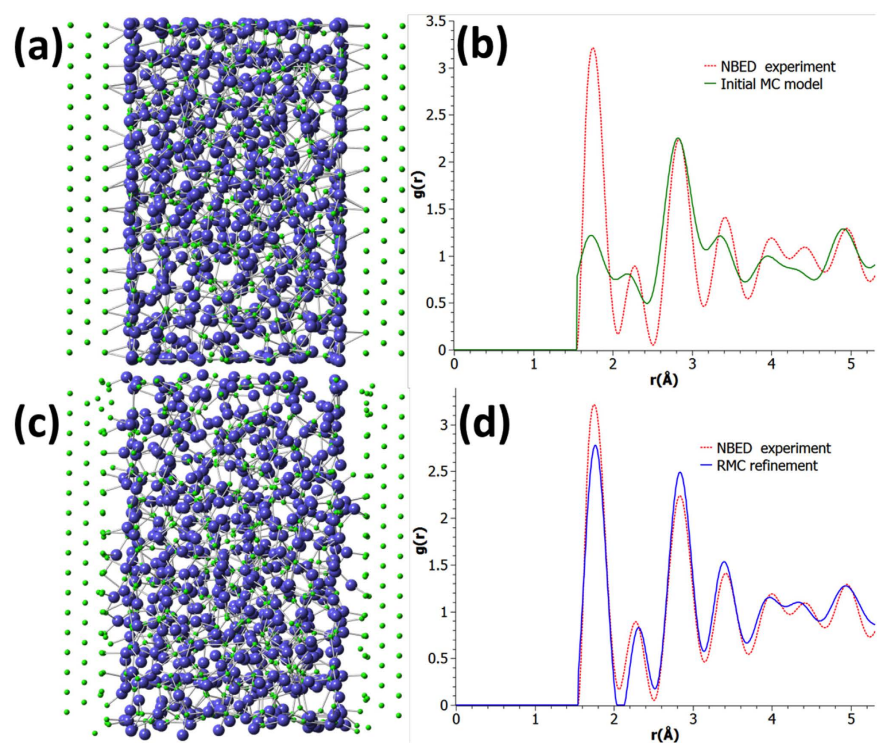 (a)
(b)
3.5
3
2.5
2
1.5
1
0.5
0
g(r)
NBED experiment
Initial MC model
0 1 2 3 4 5
r(Å)
(c)
(d)
3
2.5
2
1.5
1
0.5
0
g(r)
NBED experiment
RMC refinement
0 1 2 3 4 5
r(Å)